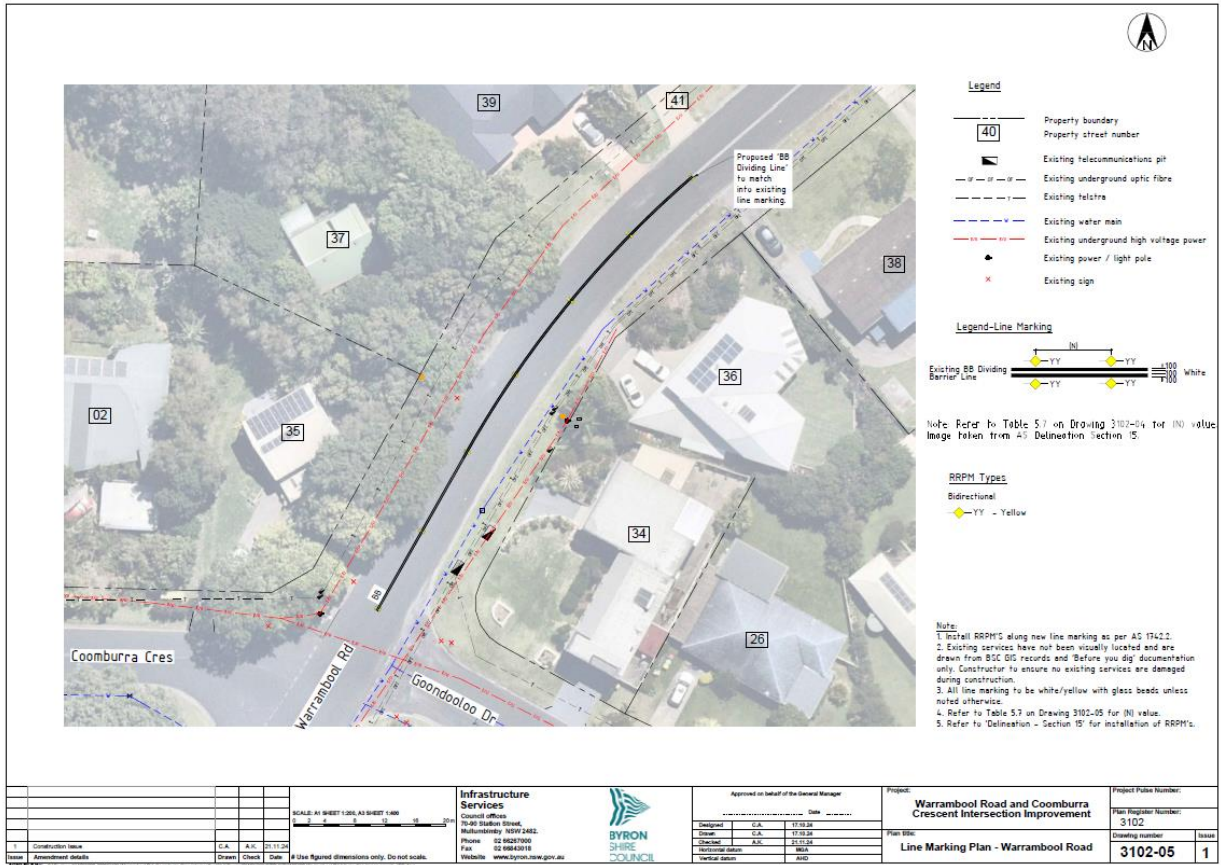 N
39
41
Proposed 'BB
Dividing Line'
to match
into existing
line marking.
37
38
36
02
35
34
26
BB
Coomburra Cres
Warrambool Rd
Goondooloo Dr
Legend
Property boundary
40
Property street number
Existing telecommunications pit
Existing underground optic fibre
Existing telstra
Existing water main
Existing underground high voltage power
Existing power / light pole
Existing sign
Legend-Line Marking
(N)
YY YY
Existing BB Dividing
Barrier Line
100
100
100
White
YY YY
Note Refer to Table 5.7 on Drawing 3102-04 for (N) value
Image taken from AS Delineation Section 15.
RRPM Types
Bidirectional
YY - Yellow
Note:
1. Install RRPM'S along new line marking as per AS 1742.2.
2. Existing services have not been visually located and are
drawn from BSC GIS records and 'Before you dig' documentation
only. Constructor to ensure no existing services are damaged
during construction.
3. All line marking to be white/yellow with glass beads unless
noted otherwise.
4. Refer to Table 5.7 on Drawing 3102-05 for (N) value.
5. Refer to 'Delineation - Section 15' for installation of RRPM's.
1 Construction Issue C.A. A.K. 21.11.24
Issue Amendment details Drawn Check Date
SCALE: A1 SHEET 1:200, A3 SHEET 1:400
0 2 4 8 12 16 20m
# Use figured dimensions only. Do not scale.
Infrastructure
Services
Council offices
70-90 Station Street,
Mullumbimby NSW 2482.
Phone 02 66267000
Fax 02 66843018
Website www.byron.nsw.gov.au
BYRON
SHIRE
COUNCIL
Approved on behalf of the General Manager
Date
Designed C.A. 17.10.24
Drawn C.A. 17.10.24
Checked A.K. 21.11.24
Horizontal datum MGA
Vertical datum AHD
Project:
Warrambool Road and Coomburra
Crescent Intersection Improvement
Plan title:
Line Marking Plan - Warrambool Road
Project Pulse Number:
Plan Register Number:
3102
Drawing number Issue
3102-05 1